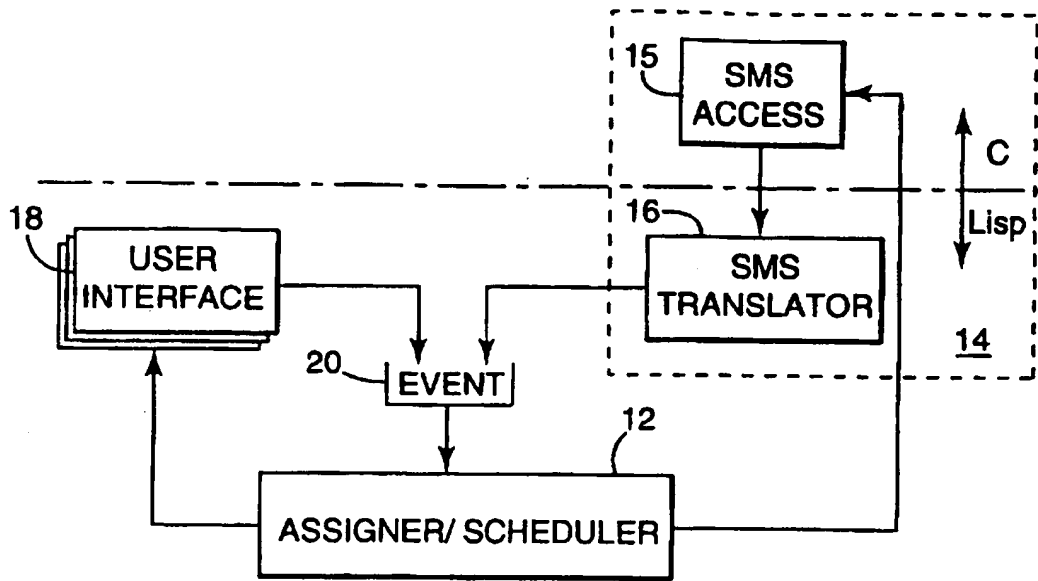 15
SMS
ACCESS
C
Lisp
18
USER
INTERFACE
16
SMS
TRANSLATOR
14
20
EVENT
12
ASSIGNER/ SCHEDULER